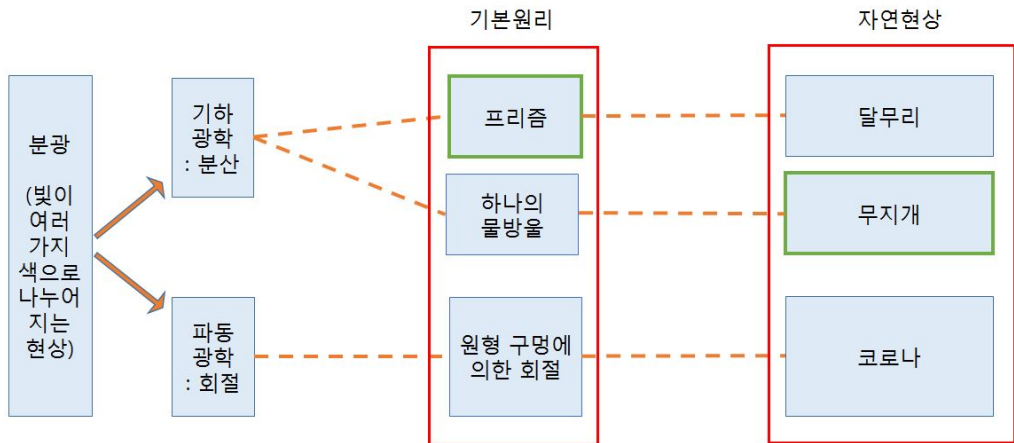 기본원리
자연현상
분광
(빛이
여러
가지
색으로
나누어
지는
현상)
기하
광학
: 분산
프리즘
달무리
하나의
물방울
무지개
파동
광학
: 회절
원형 구멍에
의한 회절
코로나